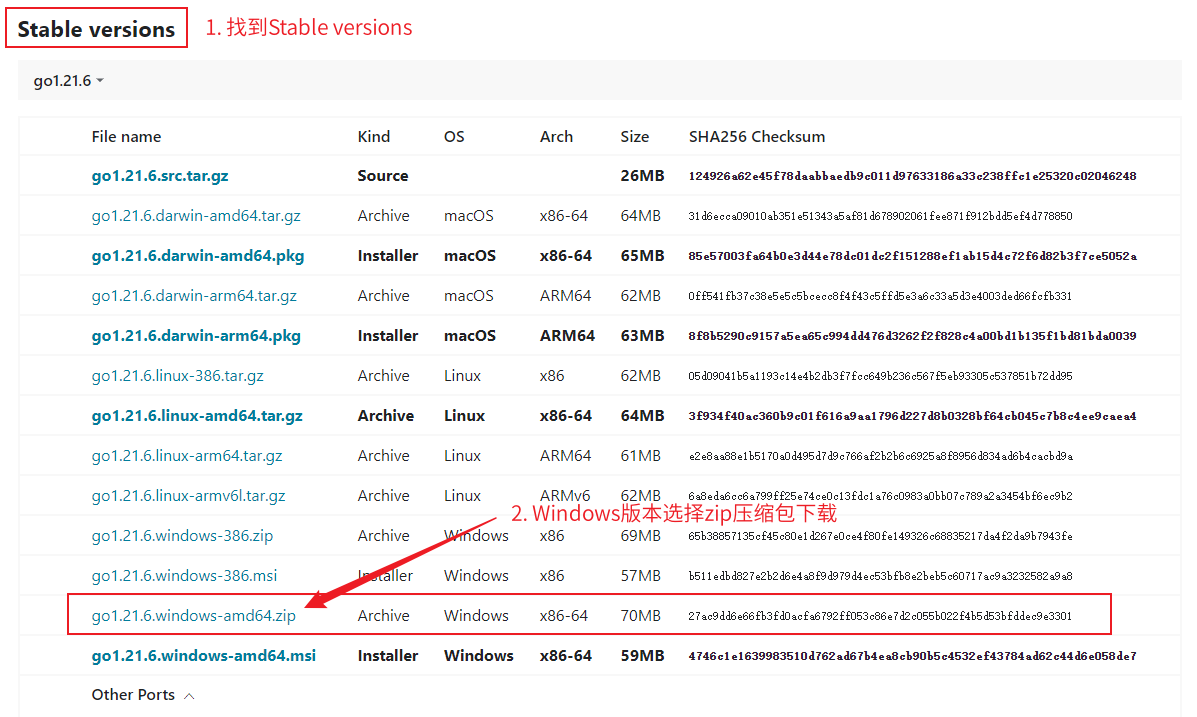 Stable versions 1. 找到Stable versions
go1.21.6
File name Kind OS Arch Size SHA256 Checksum
go1.21.6.src.tar.gz Source 26MB 124926a62e45f78daabbaedb9c011d97633186a33c238ffc1e25320c02046248
go1.21.6.darwin-amd64.tar.gz Archive macOS x86-64 64MB 31d6ecca09010ab351e51343a5af81d678902061fee871f912bdd5ef4d778850
go1.21.6.darwin-amd64.pkg Installer macOS x86-64 65MB 85e57003fa64b0e3d44e78dc01dc2f151288ef1ab15d4c72f6d82b3f7ce5052a
go1.21.6.darwin-arm64.tar.gz Archive macOS ARM64 62MB 0ff541fb37c38e5e5c5bcecc8f4f43c5ffd5e3a6c33a5d3e4003ded66fcfb331
go1.21.6.darwin-arm64.pkg Installer macOS ARM64 63MB 8f8b5290c9157a5ea65c994dd476d3262f2f828c4a00bd1b135f1bd81bda0039
go1.21.6.linux-386.tar.gz Archive Linux x86 62MB 05d09041b5a1193c14e4b2db3f7fcc649b236c567f5eb93305c537851b72dd95
go1.21.6.linux-amd64.tar.gz Archive Linux x86-64 64MB 3f934f40ac360b9c01f616a9aa1796d227d8b0328bf64cb045c7b8c4ee9caea4
go1.21.6.linux-arm64.tar.gz Archive Linux ARM64 61MB e2e8aa88e1b5170a0d495d7d9c766af2b2b6c6925a8f8956d834ad6b4cacbd9a
go1.21.6.linux-armv6l.tar.gz Archive Linux ARMv6 62MB 6a8eda6cc6a799ff25e74ce0c13fdc1a76c0983a0bb07c789a2a3454bf6ec9b2
2. Windows版本选择zip压缩包下载
go1.21.6.windows-386.zip Archive Windows x86 69MB 65b38857135cf45c80e1d267e0ce4f80fe149326c68835217da4f2da9b7943fe
go1.21.6.windows-386.msi Installer Windows x86 57MB b511edbd827e2b2d6e4a8f9d979d4ec53bfb8e2beb5c60717ac9a3232582a9a8
go1.21.6.windows-amd64.zip Archive Windows x86-64 70MB 27ac9dd6e66fb3fd0acfa6792ff053c86e7d2c055b022f4b5d53bfddec9e3301
go1.21.6.windows-amd64.msi Installer Windows x86-64 59MB 4746c1e1639983510d762ad67b4ea8cb90b5c4532ef43784ad62c44d6e058de7
Other Ports